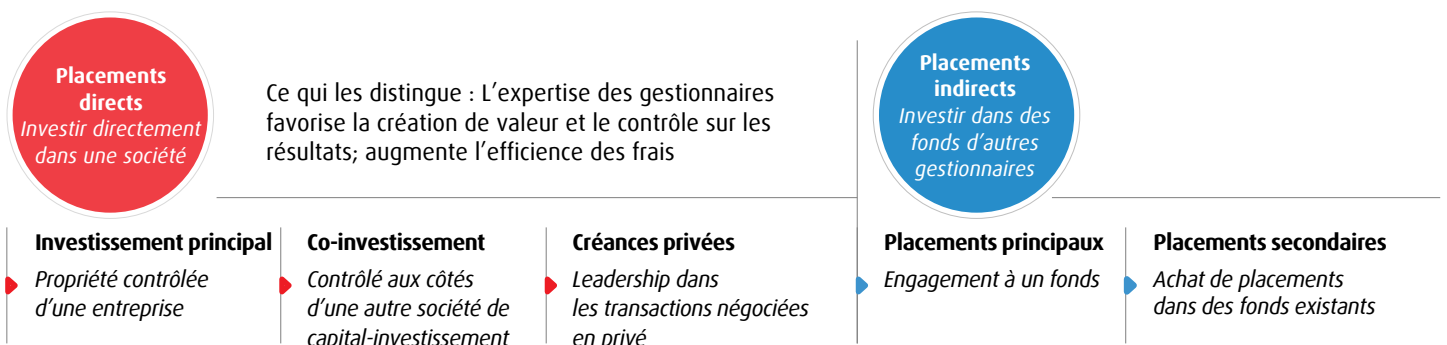 Placements
directs
Investir directement
dans une société
Ce qui les distingue : L’expertise des gestionnaires
favorise la création de valeur et le contrôle sur les
résultats; augmente l’efficience des frais
Placements
indirects
Investir dans des
fonds d’autres
gestionnaires
Investissement principal
Propriété contrôlée
d’une entreprise
Co-investissement
Contrôlé aux côtés
d’une autre société de
capital-investissement
Créances privées
Leadership dans
les transactions négociées
en privé
Placements principaux
Engagement à un fonds
Placements secondaires
Achat de placements
dans des fonds existants